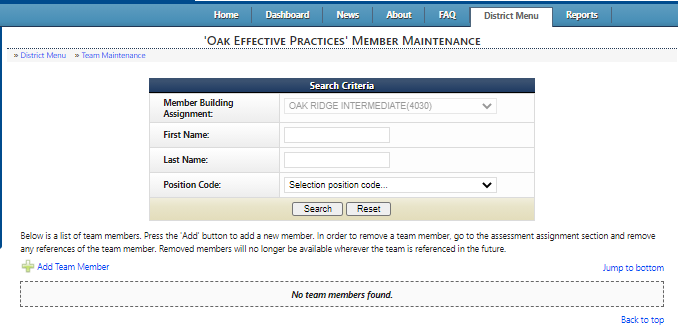 Home Dashboard News About FAQ District Menu Reports
'Oak Effective Practices' Member Maintenance
» District Menu » Team Maintenance
Search Criteria
Member Building
Assignment:
OAK RIDGE INTERMEDIATE(4030)
First Name:
Last Name:
Position Code:
Selection position code...
Search Reset
Below is a list of team members. Press the 'Add' button to add a new member. In order to remove a team member, go to the assessment assignment section and remove
any references of the team member. Removed members will no longer be available wherever the team is referenced in the future.
Add Team Member
Jump to bottom
No team members found.
Back to top